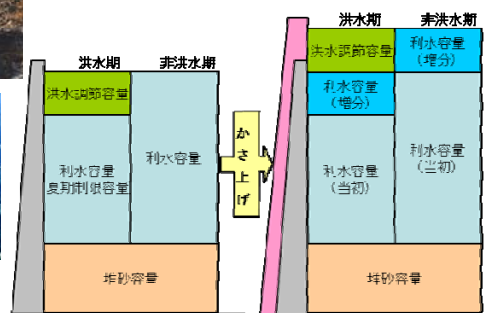 洪水期
非洪水期
洪水調節容量
利水容量
夏期制限容量
利水容量
堆砂容量
かさ上げ
洪水期
非洪水期
洪水調節容量
利水容量
(増分)
利水容量
(増分)
利水容量
(当初)
利水容量
(当初)
堆砂容量